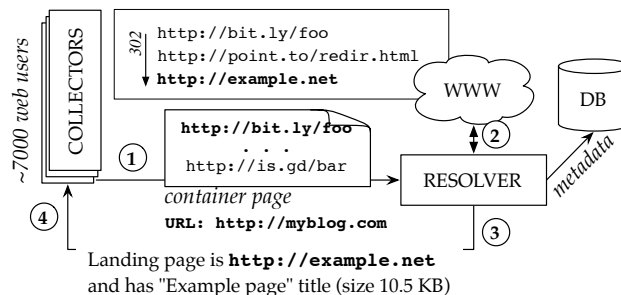 ~7000 web users
COLLECTORS
302
http://bit.ly/foo
http://point.to/redir.html
http://example.net
WWW
DB
1
http://bit.ly/foo
. . .
http://is.gd/bar
2
RESOLVER
metadata
container page
URL: http://myblog.com
4
3
Landing page is http://example.net
and has "Example page" title (size 10.5 KB)